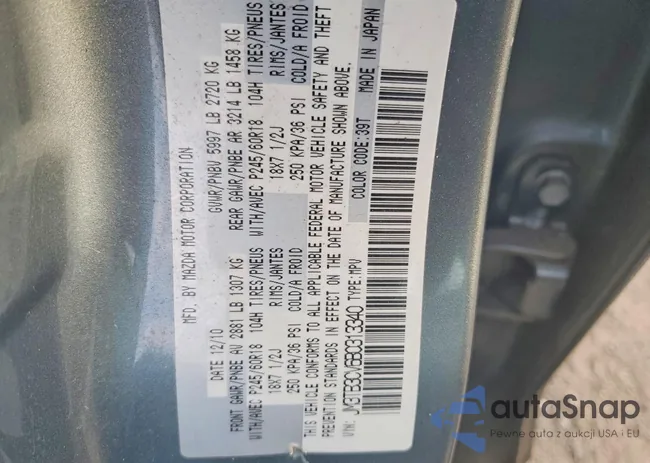 MFD. BY MAZDA MOTOR CORPORATION
DATE 12/10 GVWR/PNBV 5997 LB 2720 KG
FRONT GAWR/PNBE AV 2881 LB 1307 KG REAR GAWR/PNBE AR 3214 LB 1458 KG
WITH/AVEC P245/60R18 104H TIRES/PNEUS WITH/AVEC P245/60R18 104H TIRES/PNEUS
18X7 1/2J RIMS/JANTES 18X7 1/2J RIMS/JANTES
250 KPA/36 PSI COLD/A FROID 250 KPA/36 PSI COLD/A FROID
THIS VEHICLE CONFORMS TO ALL APPLICABLE FEDERAL MOTOR VEHICLE SAFETY AND THEFT
PREVENTION STANDARDS IN EFFECT ON THE DATE OF MANUFACTURE SHOWN ABOVE.
VIN: JM3TB3CV6B0313340 TYPE: MPV COLOR CODE: 39T MADE IN JAPAN
autoSnap
Pewne auta z aukcji USA i EU